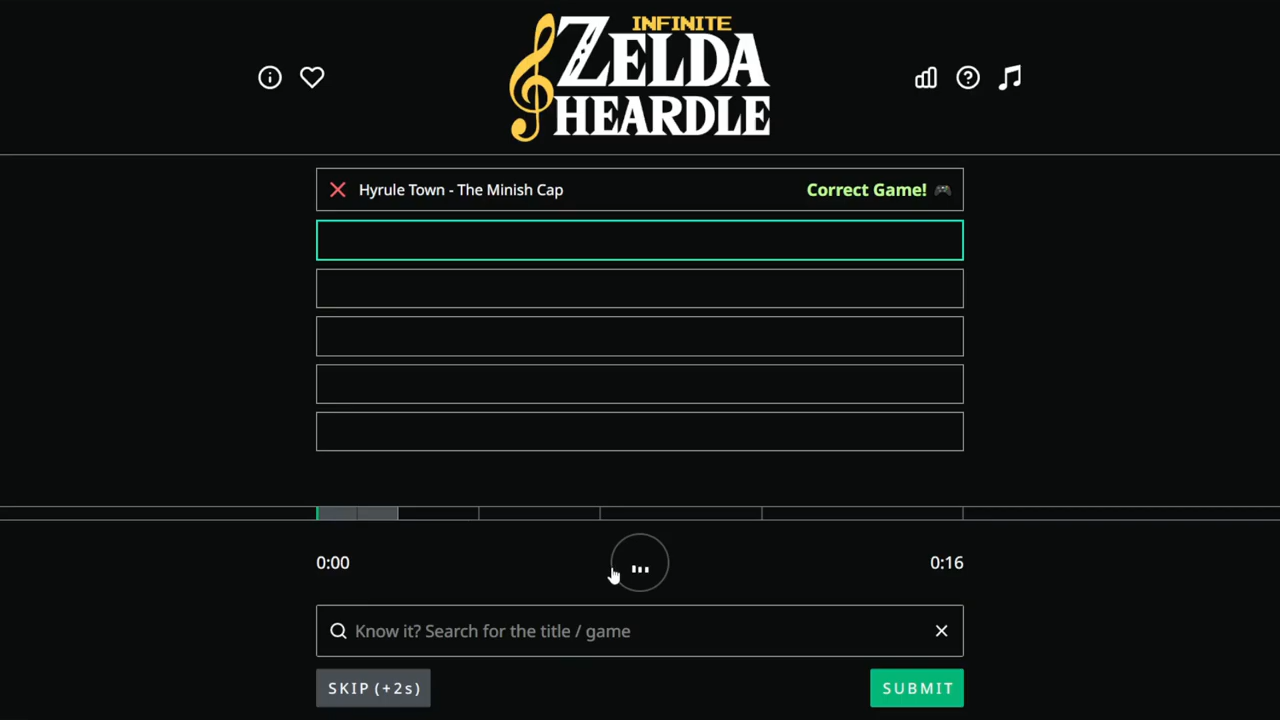 INFINITE
ZELDA
HEARDLE
Hyrule Town - The Minish Cap Correct Game!
0:00 0:16
Know it? Search for the title / game
SKIP (+2s) SUBMIT